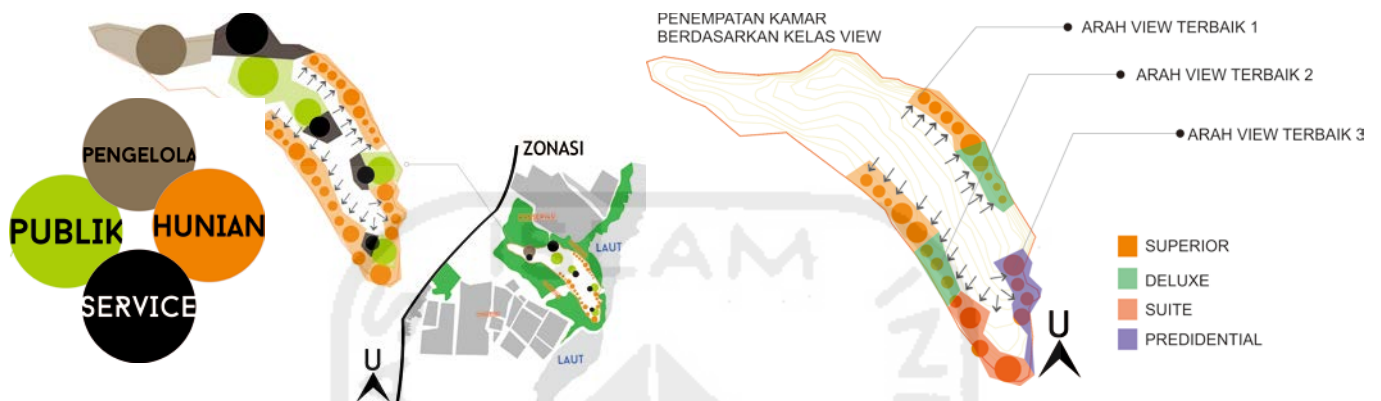 PENGELOLA
PUBLIK
HUNIAN
SERVICE
ZONASI
LAUT
LAUT
U
PENEMPATAN KAMAR
BERDASARKAN KELAS VIEW
ARAH VIEW TERBAIK 1
ARAH VIEW TERBAIK 2
ARAH VIEW TERBAIK 3
SUPERIOR
DELUXE
SUITE
PREDIDENTIAL
U